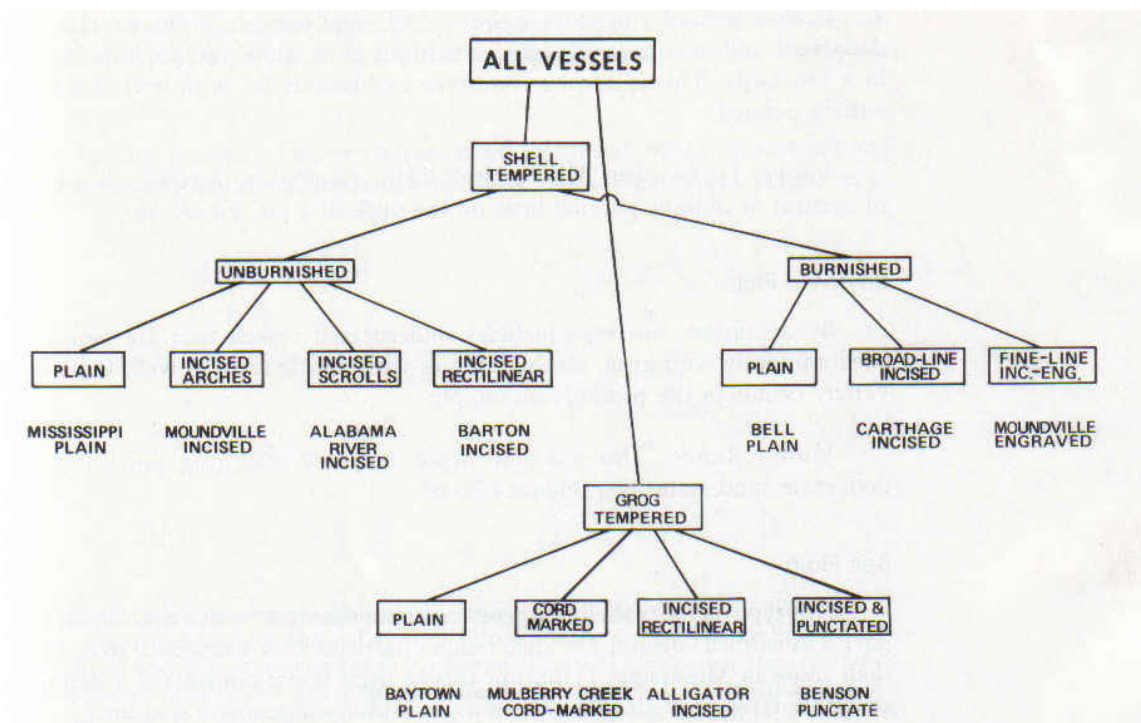 ALL VESSELS
SHELL
TEMPERED
UNBURNISHED
BURNISHED
PLAIN
INCISED
ARCHES
INCISED
SCROLLS
INCISED
RECTILINEAR
PLAIN
BROAD-LINE
INCISED
FINE-LINE
INC.-ENG.
MISSISSIPPI
PLAIN
MOUNDVILLE
INCISED
ALABAMA
RIVER
INCISED
BARTON
INCISED
BELL
PLAIN
CARTHAGE
INCISED
MOUNDVILLE
ENGRAVED
GROG
TEMPERED
PLAIN
CORD
MARKED
INCISED
RECTILINEAR
INCISED &
PUNCTATED
BAYTOWN
PLAIN
MULBERRY CREEK
CORD-MARKED
ALLIGATOR
INCISED
BENSON
PUNCTATE